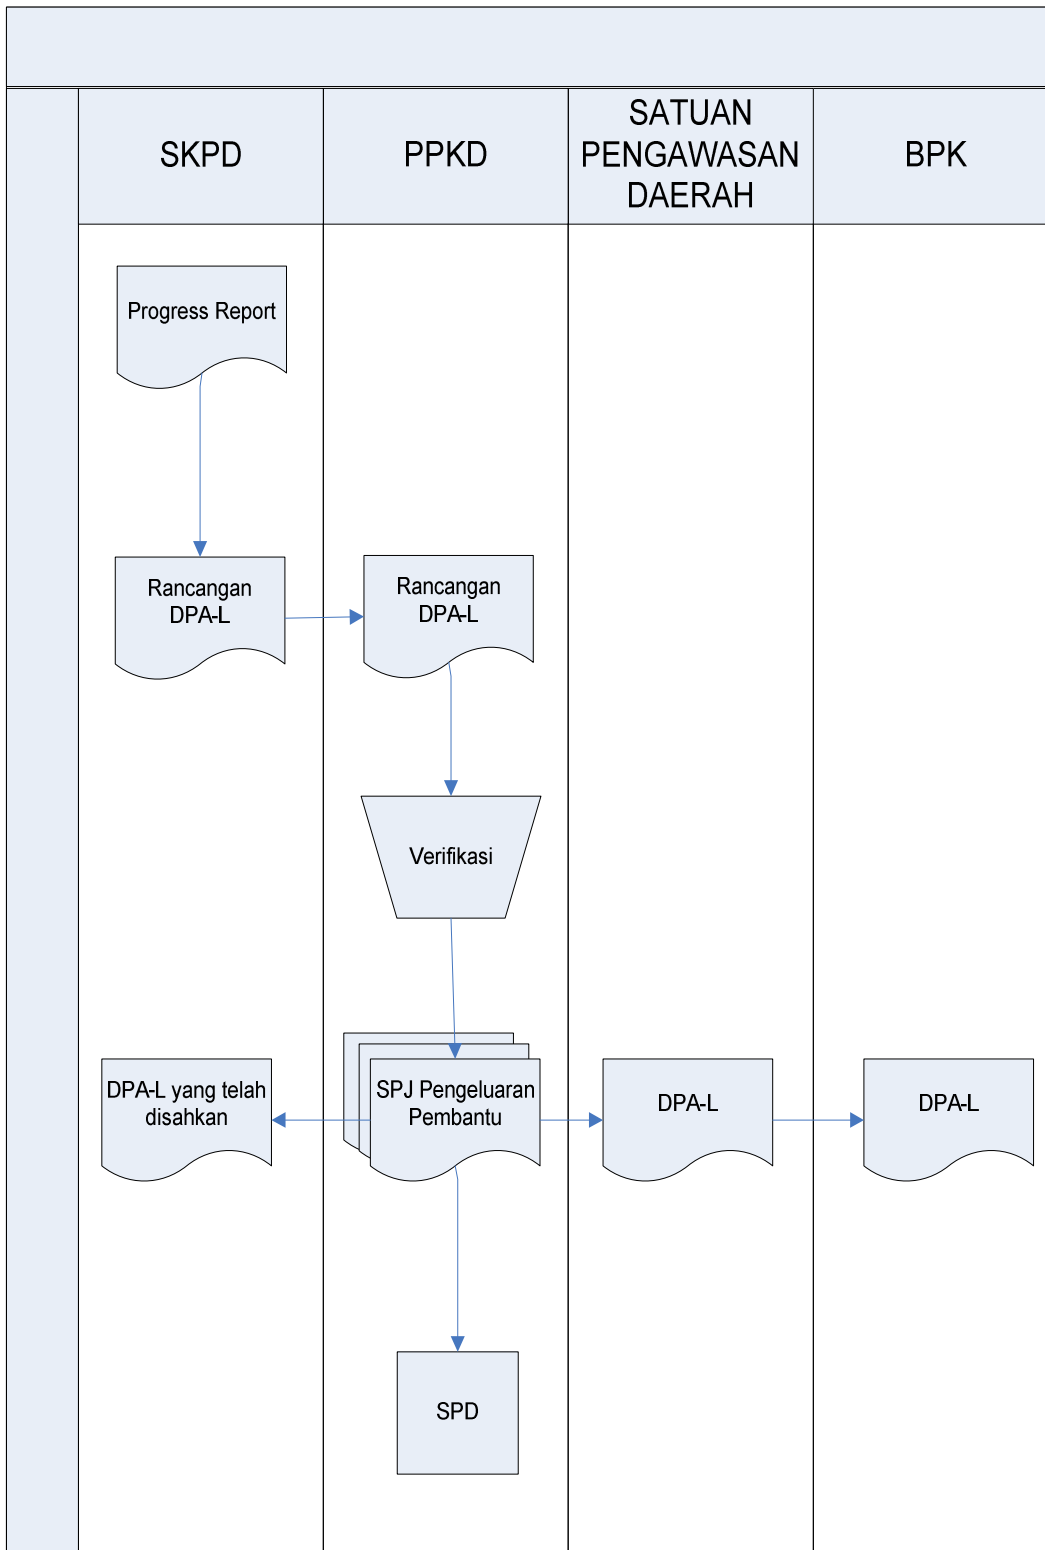 SKPD
PPKD
SATUAN
PENGAWASAN
DAERAH
BPK
Progress Report
Rancangan
DPA-L
Rancangan
DPA-L
Verifikasi
DPA-L yang telah
disahkan
SPJ Pengeluaran
Pembantu
DPA-L
DPA-L
SPD